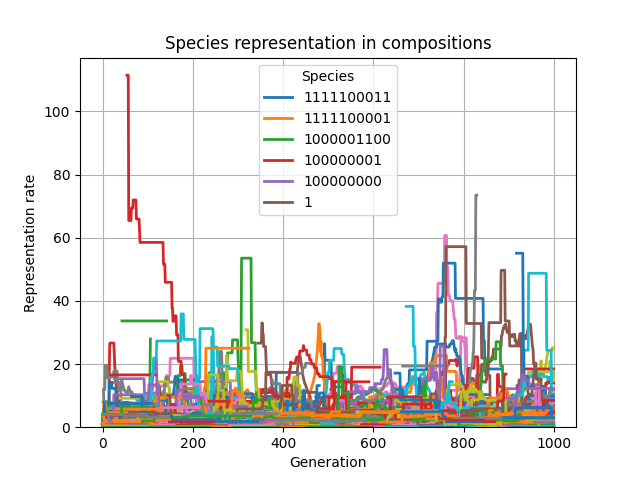 Species representation in compositions
Species
1111100011
1111100001
1000001100
100000001
100000000
1
Representation rate
100
80
60
40
20
0
0 200 400 600 800 1000
Generation